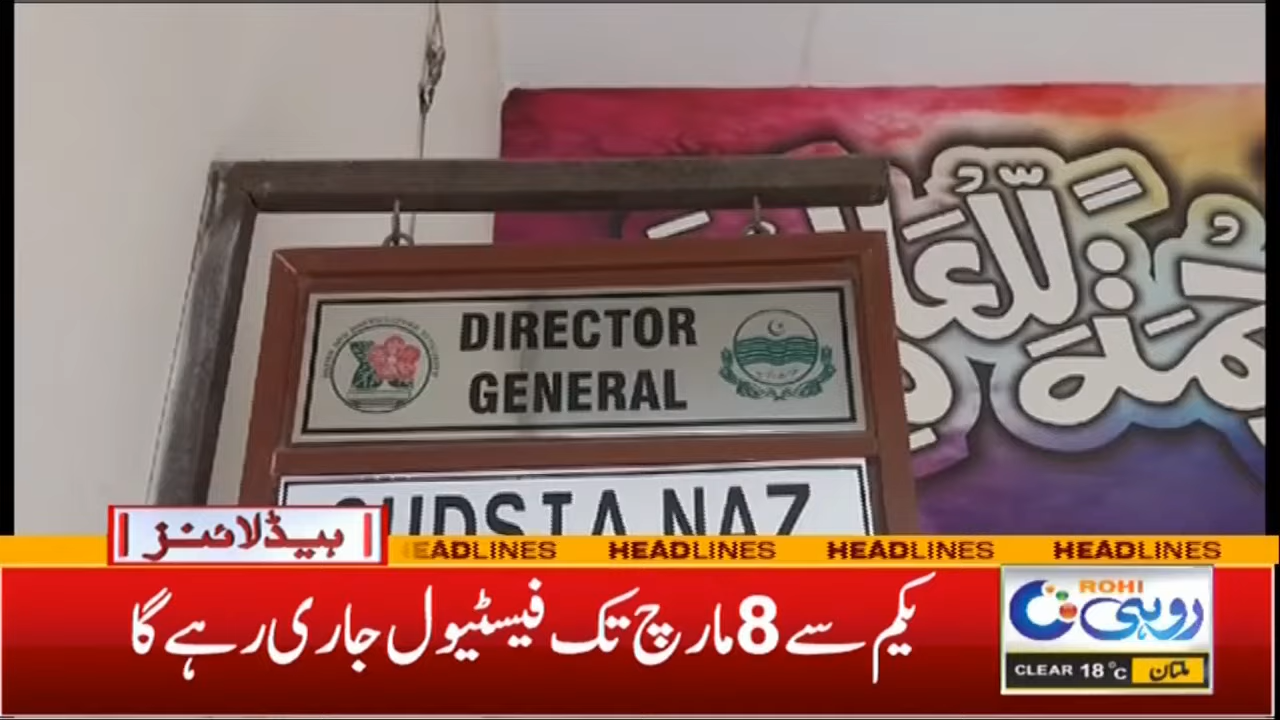 DIRECTOR
GENERAL
NAZ
ہیڈلائنز
HEADLINES HEADLINES HEADLINES
یکم سے 8 مارچ تک فیسٹیول جاری رہے گا
ROHI
روہی
CLEAR 18°C ملتان